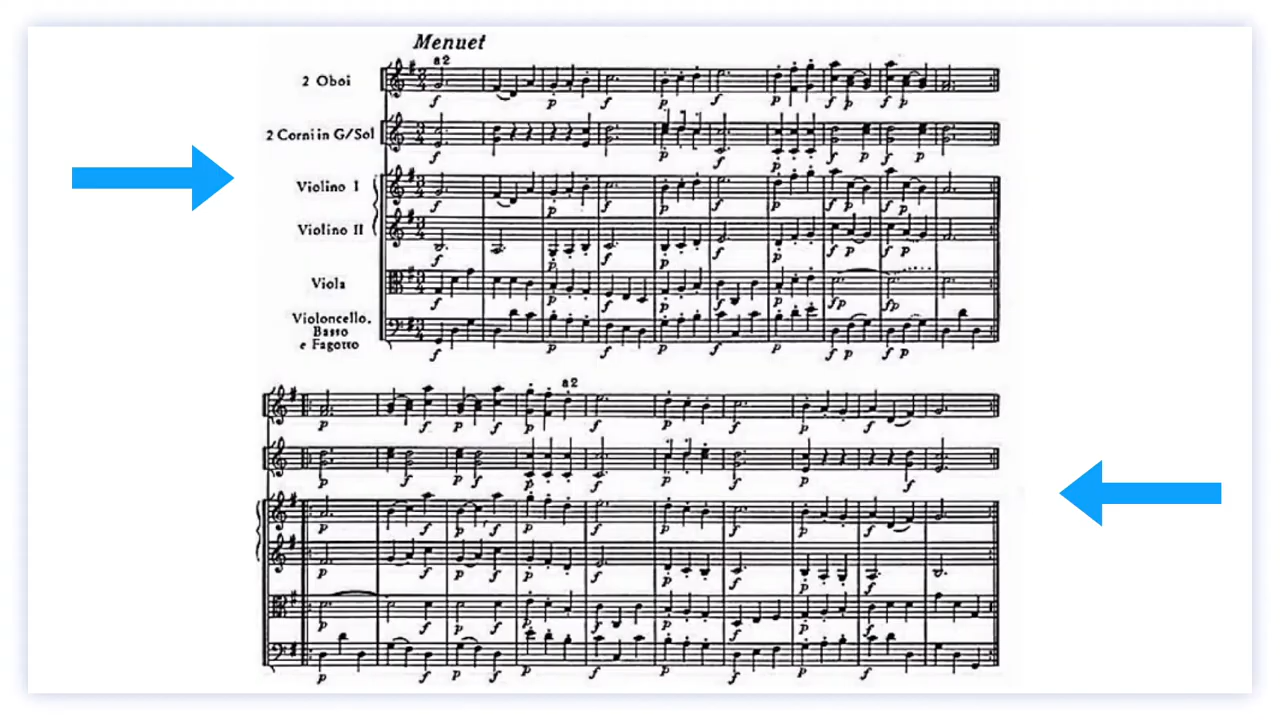 Menuet
a2
2 Oboi
2 Corni in G/Sol
Violino I
Violino II
Viola
Violoncello.
Basso
e Fagotto
a2